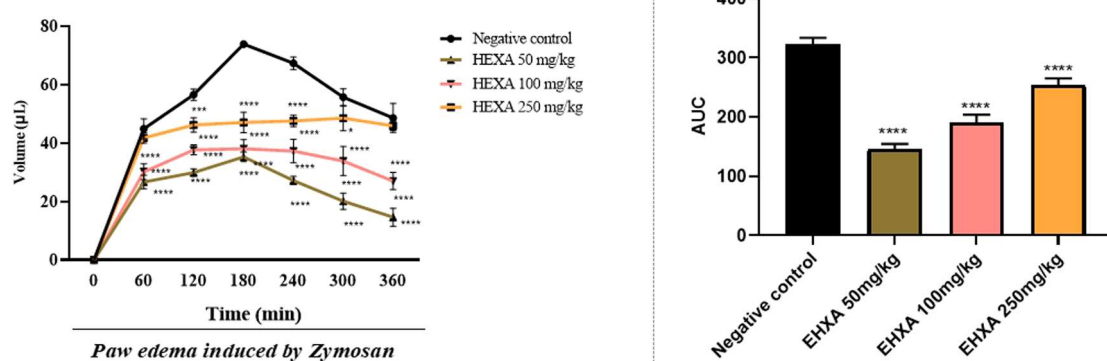 80
60
40
20
0
Volume (µL)
0 60 120 180 240 300 360
Time (min)
Paw edema induced by Zymosan
Negative control
HEXA 50 mg/kg
HEXA 100 mg/kg
HEXA 250 mg/kg
*** **** ****
**** **** **** *
**** **** **** **** **** ****
**** **** **** **** **** ****
**** ****
400
300
200
100
0
AUC
**** **** ****
Negative control
EHXA 50mg/kg
EHXA 100mg/kg
EHXA 250mg/kg